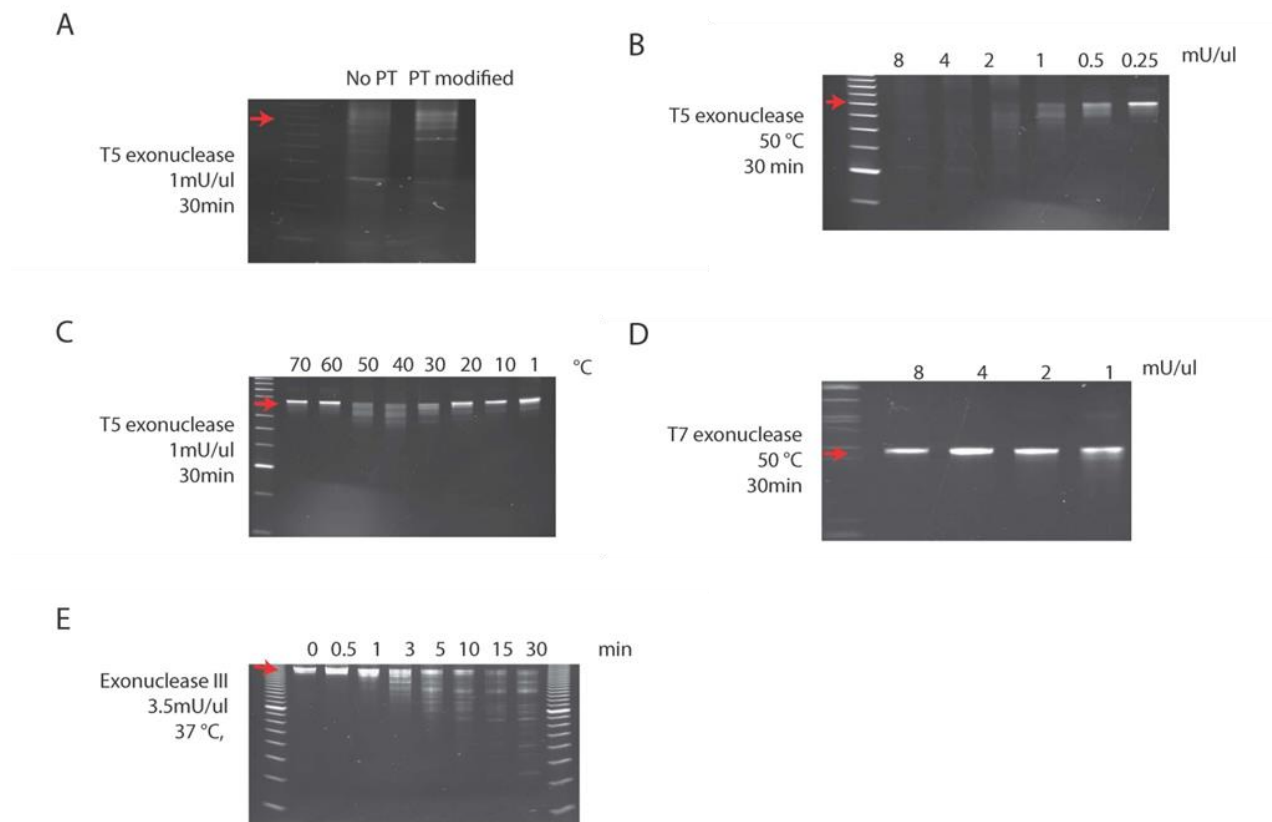 A
No PT PT modified
T5 exonuclease
1mU/ul
30min
B
8 4 2 1 0.5 0.25 mU/ul
T5 exonuclease
50 °C
30 min
C
70 60 50 40 30 20 10 1 °C
T5 exonuclease
1mU/ul
30min
D
8 4 2 1 mU/ul
T7 exonuclease
50 °C
30min
E
0 0.5 1 3 5 10 15 30 min
Exonuclease III
3.5mU/ul
37 °C,